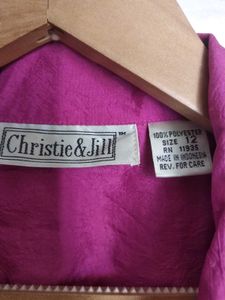 Christie & Jill
TM
100% POLYESTER
SIZE 12
RN 11935
MADE IN INDONESIA
REV. FOR CARE